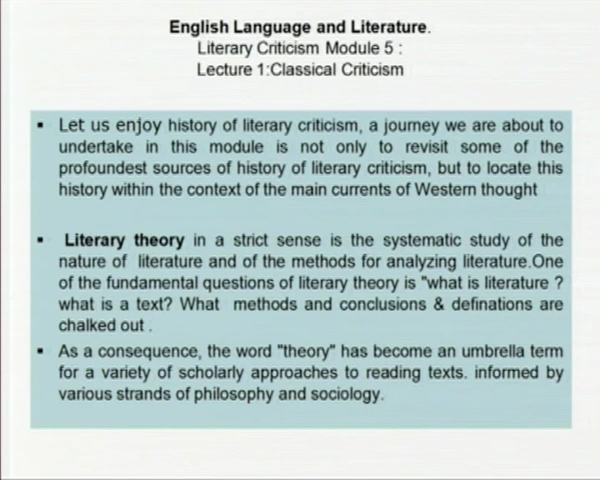 English Language and Literature.
Literary Criticism Module 5 :
Lecture 1:Classical Criticism
▪ Let us enjoy history of literary criticism, a journey we are about to
undertake in this module is not only to revisit some of the
profoundest sources of history of literary criticism, but to locate this
history within the context of the main currents of Western thought
▪ Literary theory in a strict sense is the systematic study of the
nature of literature and of the methods for analyzing literature.One
of the fundamental questions of literary theory is "what is literature ?
what is a text? What methods and conclusions & definations are
chalked out .
▪ As a consequence, the word "theory" has become an umbrella term
for a variety of scholarly approaches to reading texts. informed by
various strands of philosophy and sociology.